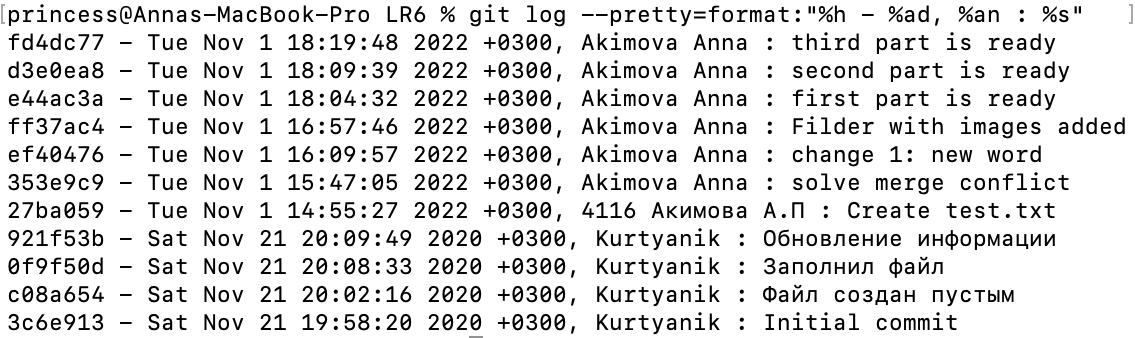 [princess@Annas-MacBook-Pro LR6 % git log --pretty=format:"%h - %ad, %an : %s" ]
fd4dc77 - Tue Nov 1 18:19:48 2022 +0300, Akimova Anna : third part is ready
d3e0ea8 - Tue Nov 1 18:09:39 2022 +0300, Akimova Anna : second part is ready
e44ac3a - Tue Nov 1 18:04:32 2022 +0300, Akimova Anna : first part is ready
ff37ac4 - Tue Nov 1 16:57:46 2022 +0300, Akimova Anna : Filder with images added
ef40476 - Tue Nov 1 16:09:57 2022 +0300, Akimova Anna : change 1: new word
353e9c9 - Tue Nov 1 15:47:05 2022 +0300, Akimova Anna : solve merge conflict
27ba059 - Tue Nov 1 14:55:27 2022 +0300, 4116 Акимова А.П : Create test.txt
921f53b - Sat Nov 21 20:09:49 2020 +0300, Kurtyanik : Обновление информации
0f9f50d - Sat Nov 21 20:08:33 2020 +0300, Kurtyanik : Заполнил файл
c08a654 - Sat Nov 21 20:02:16 2020 +0300, Kurtyanik : Файл создан пустым
3c6e913 - Sat Nov 21 19:58:20 2020 +0300, Kurtyanik : Initial commit